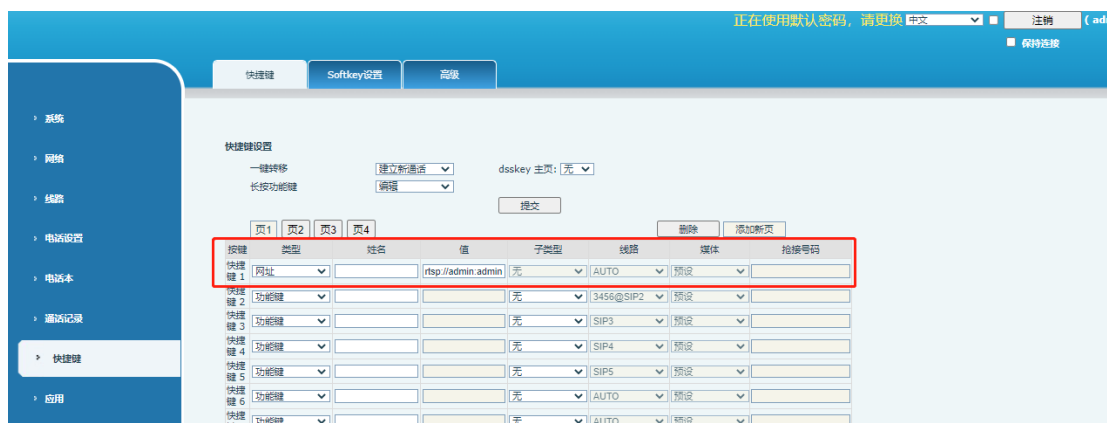 正在使用默认密码，请更换 中文 注销 ( adı
保持连接
快捷键 Softkey设置 高级
系统
网络
线路
电话设置
电话本
通话记录
快捷键
应用
快捷键设置
一键转移 建立新通话 dsskey 主页: 无
长按功能键 编辑
提交
页1 页2 页3 页4 删除 添加新页
按键 类型 姓名 值 子类型 线路 媒体 抢接号码
快捷键 1 网址 rtsp://admin:admin 无 AUTO 预设
快捷键 2 功能键 无 3456@SIP2 预设
快捷键 3 功能键 无 SIP3 预设
快捷键 4 功能键 无 SIP4 预设
快捷键 5 功能键 无 SIP5 预设
快捷键 6 功能键 无 AUTO 预设
快捷 功能键 无 AUTO 预设